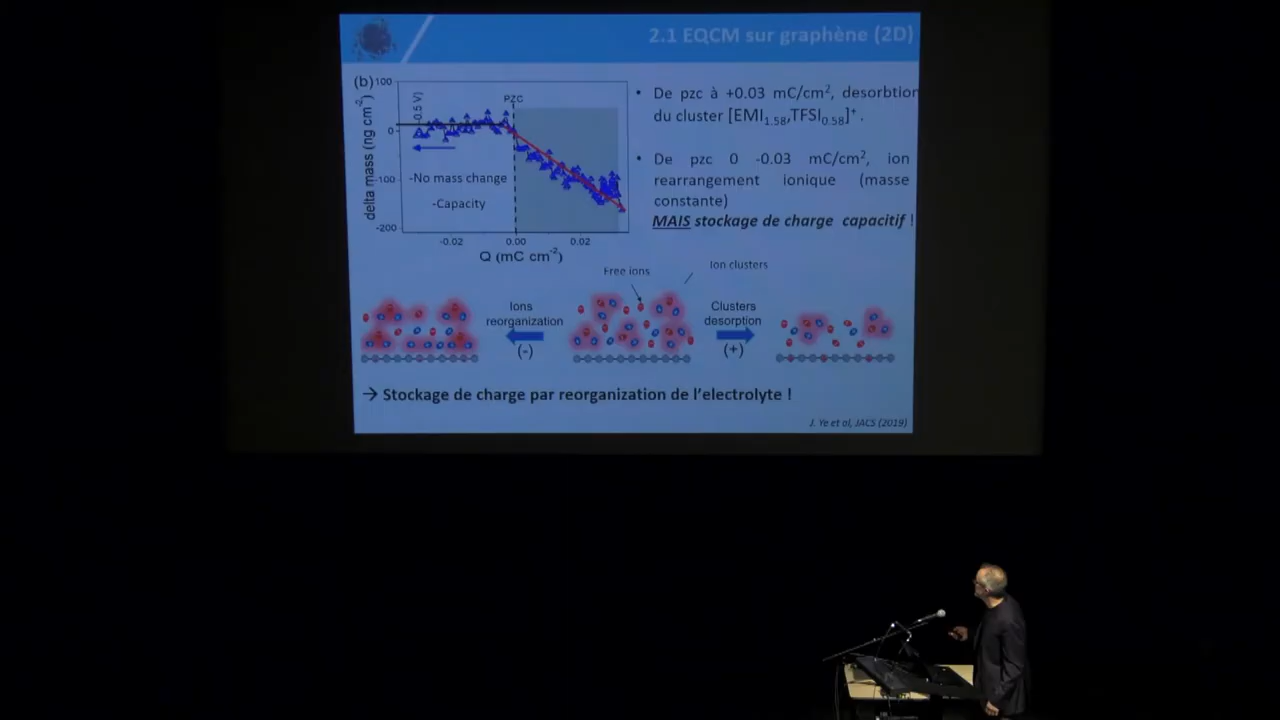 2.1 EQCM sur graphène (2D)
(b)
100
0
-100
-200
delta mass (ng cm-2)
-0.5 V)
PZC
-No mass change
-Capacity
-0.02 0.00 0.02
Q (mC cm-2)
• De pzc à +0.03 mC/cm2, desorbtion
du cluster [EMI1.58,TFSI0.58]+.
• De pzc 0 -0.03 mC/cm2, ion
rearrangement ionique (masse
constante)
MAIS stockage de charge capacitif !
Free ions
Ion clusters
Ions
reorganization
(-)
Clusters
desorption
(+)
→ Stockage de charge par reorganization de l'electrolyte !
J. Ye et al, JACS (2019)